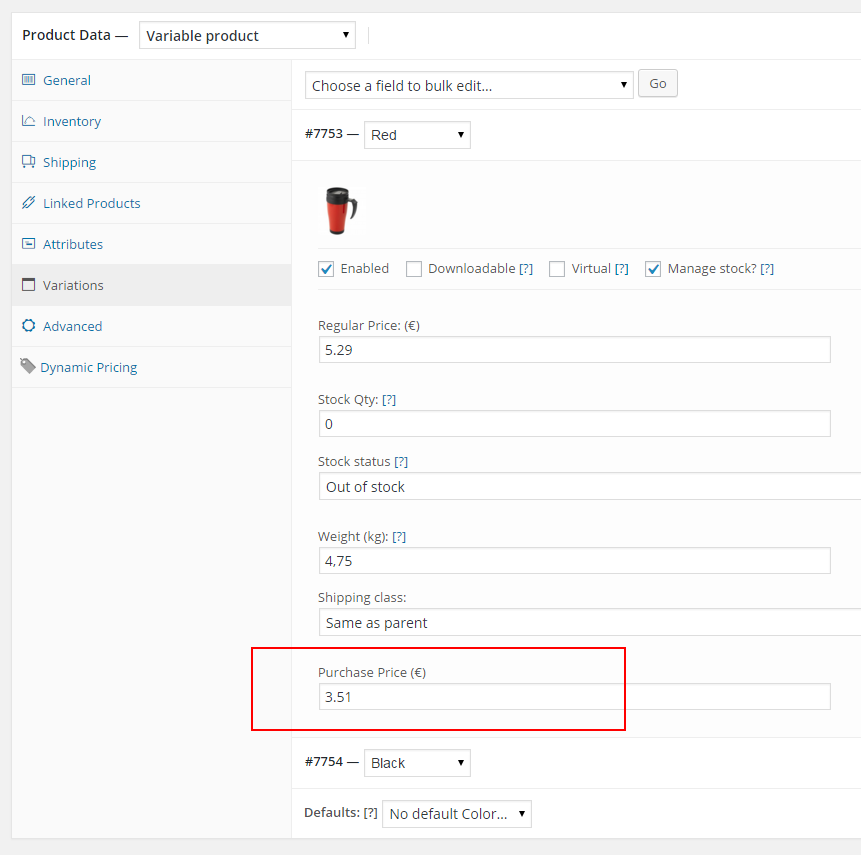 Product Data — Variable product
General
Inventory
Shipping
Linked Products
Attributes
Variations
Advanced
Dynamic Pricing
Choose a field to bulk edit... Go
#7753 — Red
Enabled Downloadable [?] Virtual [?] Manage stock? [?]
Regular Price: (€)
5.29
Stock Qty: [?]
0
Stock status [?]
Out of stock
Weight (kg): [?]
4,75
Shipping class:
Same as parent
Purchase Price (€)
3.51
#7754 — Black
Defaults: [?] No default Color...